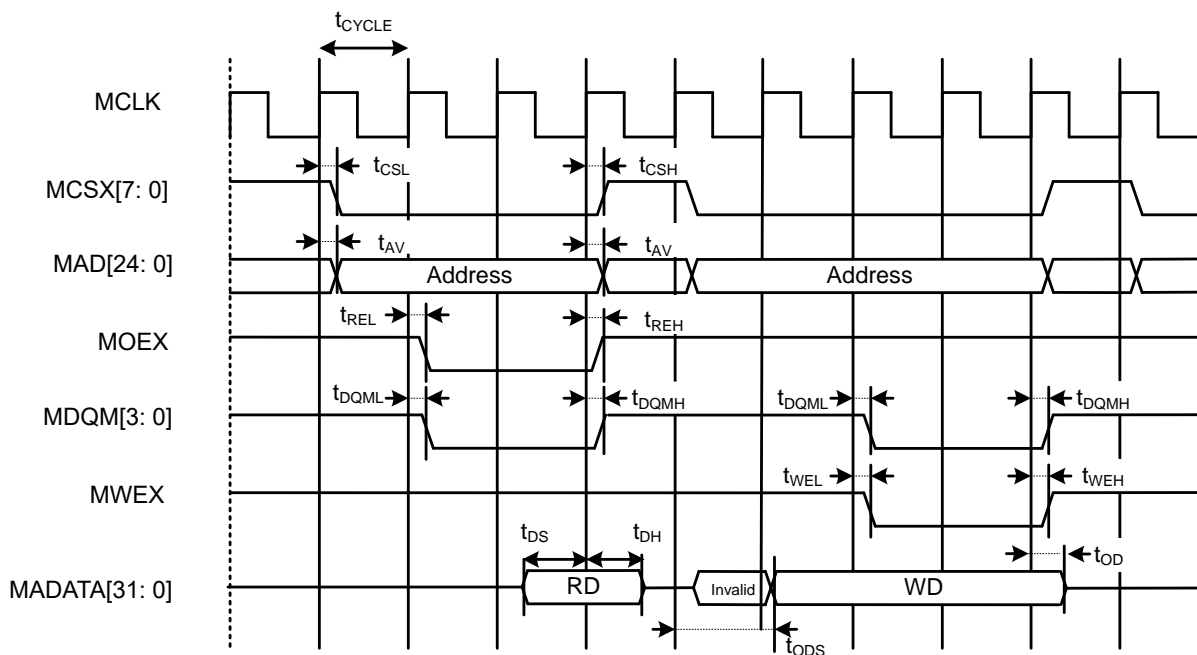 tCYCLE
MCLK
tCSL tCSH
MCSX[7: 0]
tAV tAV
MAD[24: 0] Address Address
tREL tREH
MOEX
tDQML tDQMH tDQML tDQMH
MDQM[3: 0]
tWEL tWEH
MWEX
tDS tDH
tOD
MADATA[31: 0] RD Invalid WD
tODS